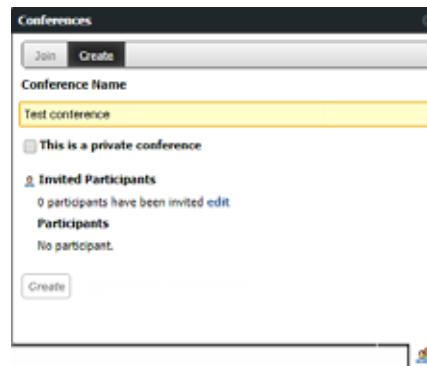 Conferences
Join Create
Conference Name
Test conference
This is a private conference
Invited Participants
0 participants have been invited edit
Participants
No participant.
Create